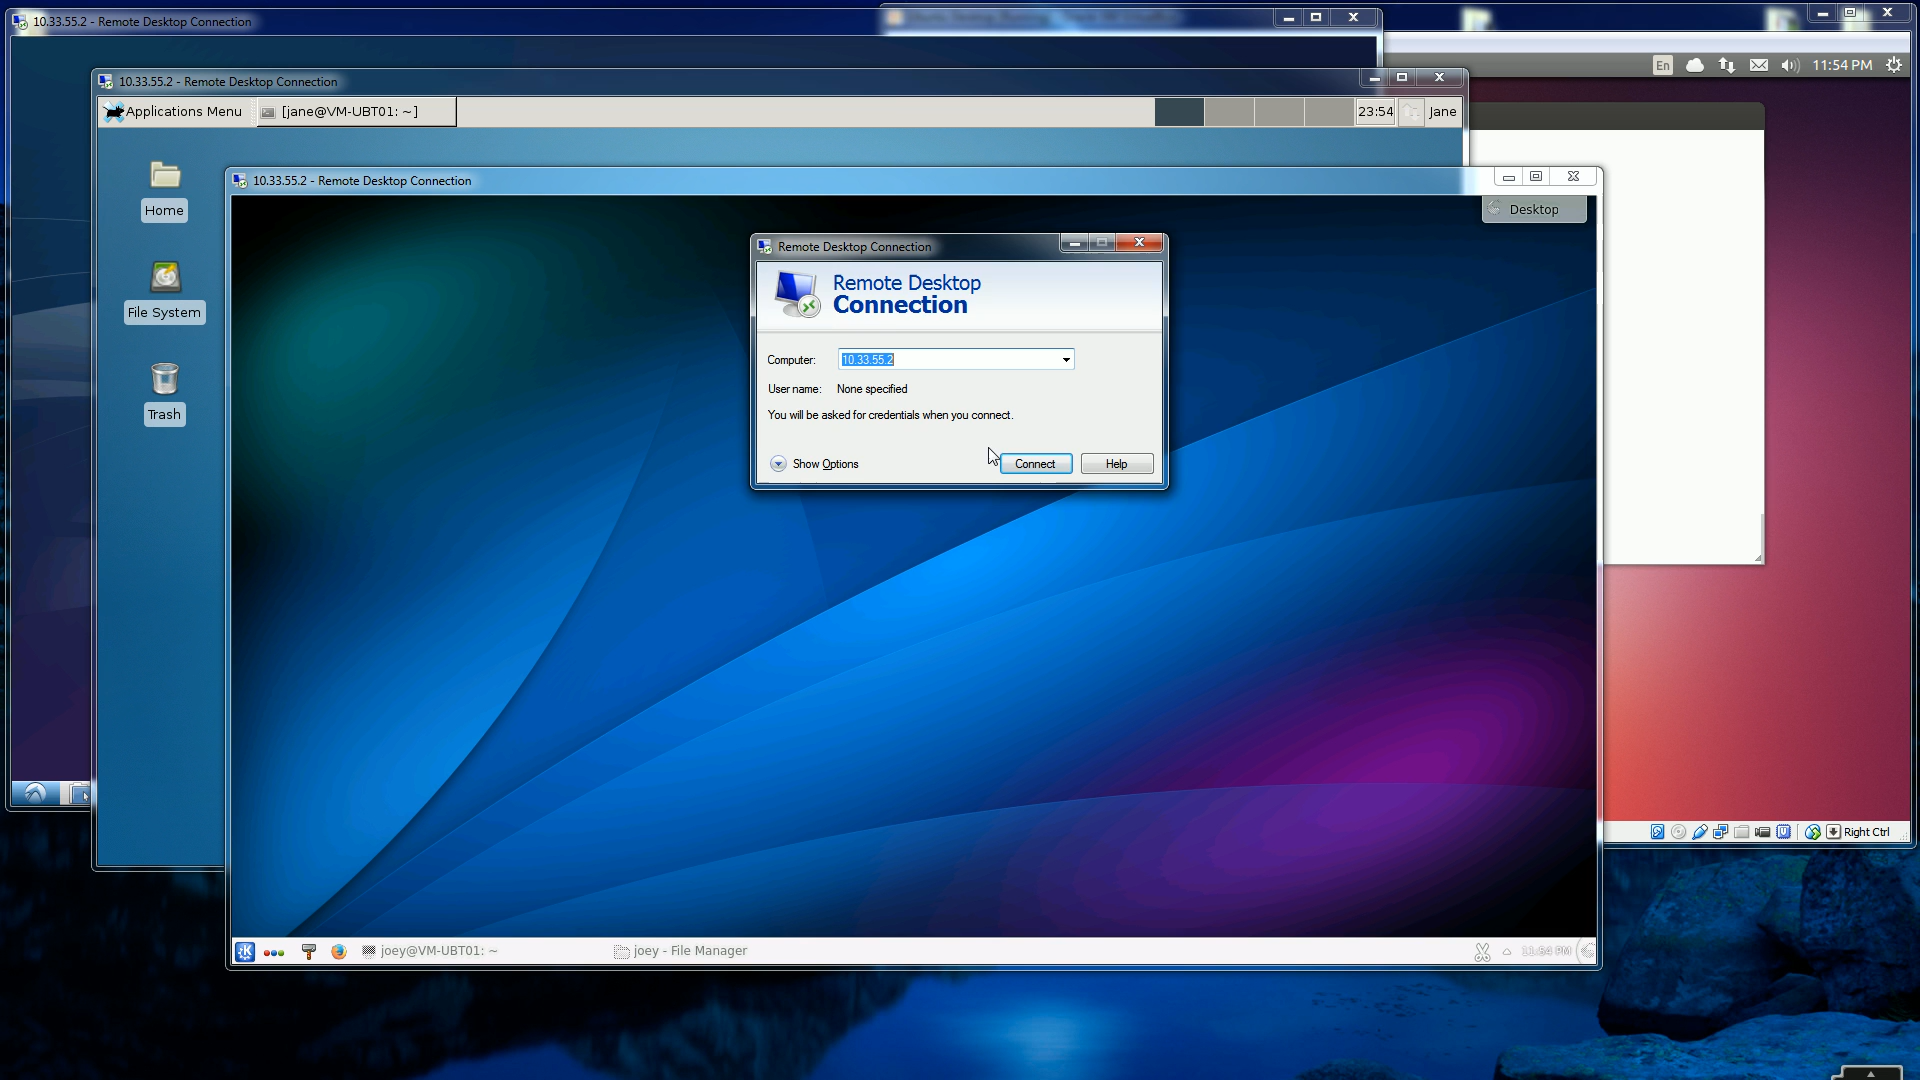 10.33.55.2 - Remote Desktop Connection
En
11:54 PM
10.33.55.2 - Remote Desktop Connection
Applications Menu
[jane@VM-UBT01: ~]
23:54
Jane
Home
File System
Trash
10.33.55.2 - Remote Desktop Connection
Desktop
Remote Desktop Connection
Remote Desktop
Connection
Computer:
10.33.55.2
User name:
None specified
You will be asked for credentials when you connect.
Show Options
Connect
Help
Right Ctrl
joey@VM-UBT01: ~
joey - File Manager
11:54 PM